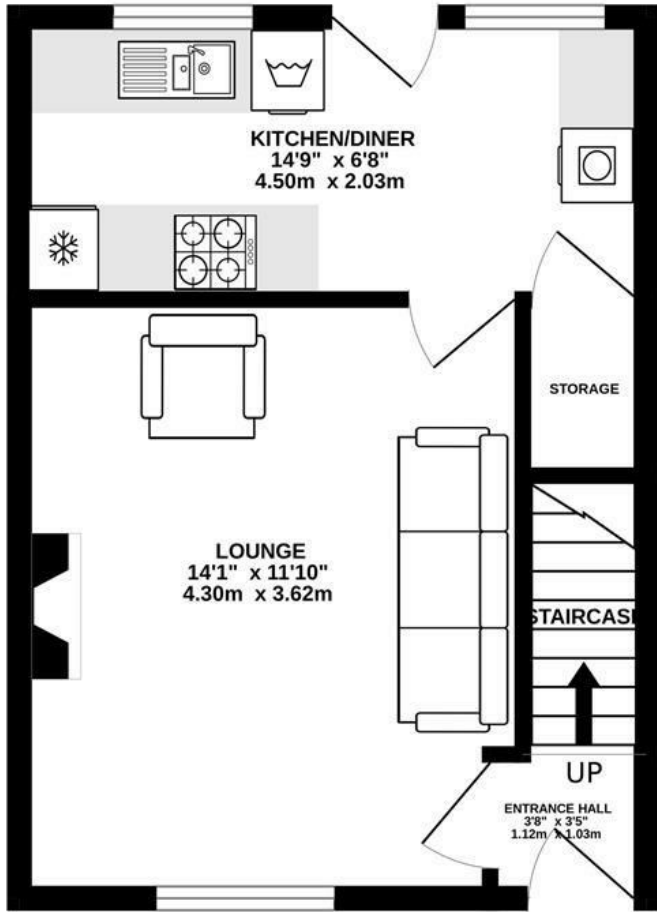 KITCHEN/DINER
14'9" x 6'8"
4.50m x 2.03m
STORAGE
LOUNGE
14'1" x 11'10"
4.30m x 3.62m
STAIRCASE
UP
ENTRANCE HALL
3'8" x 3'5"
1.12m x 1.03m